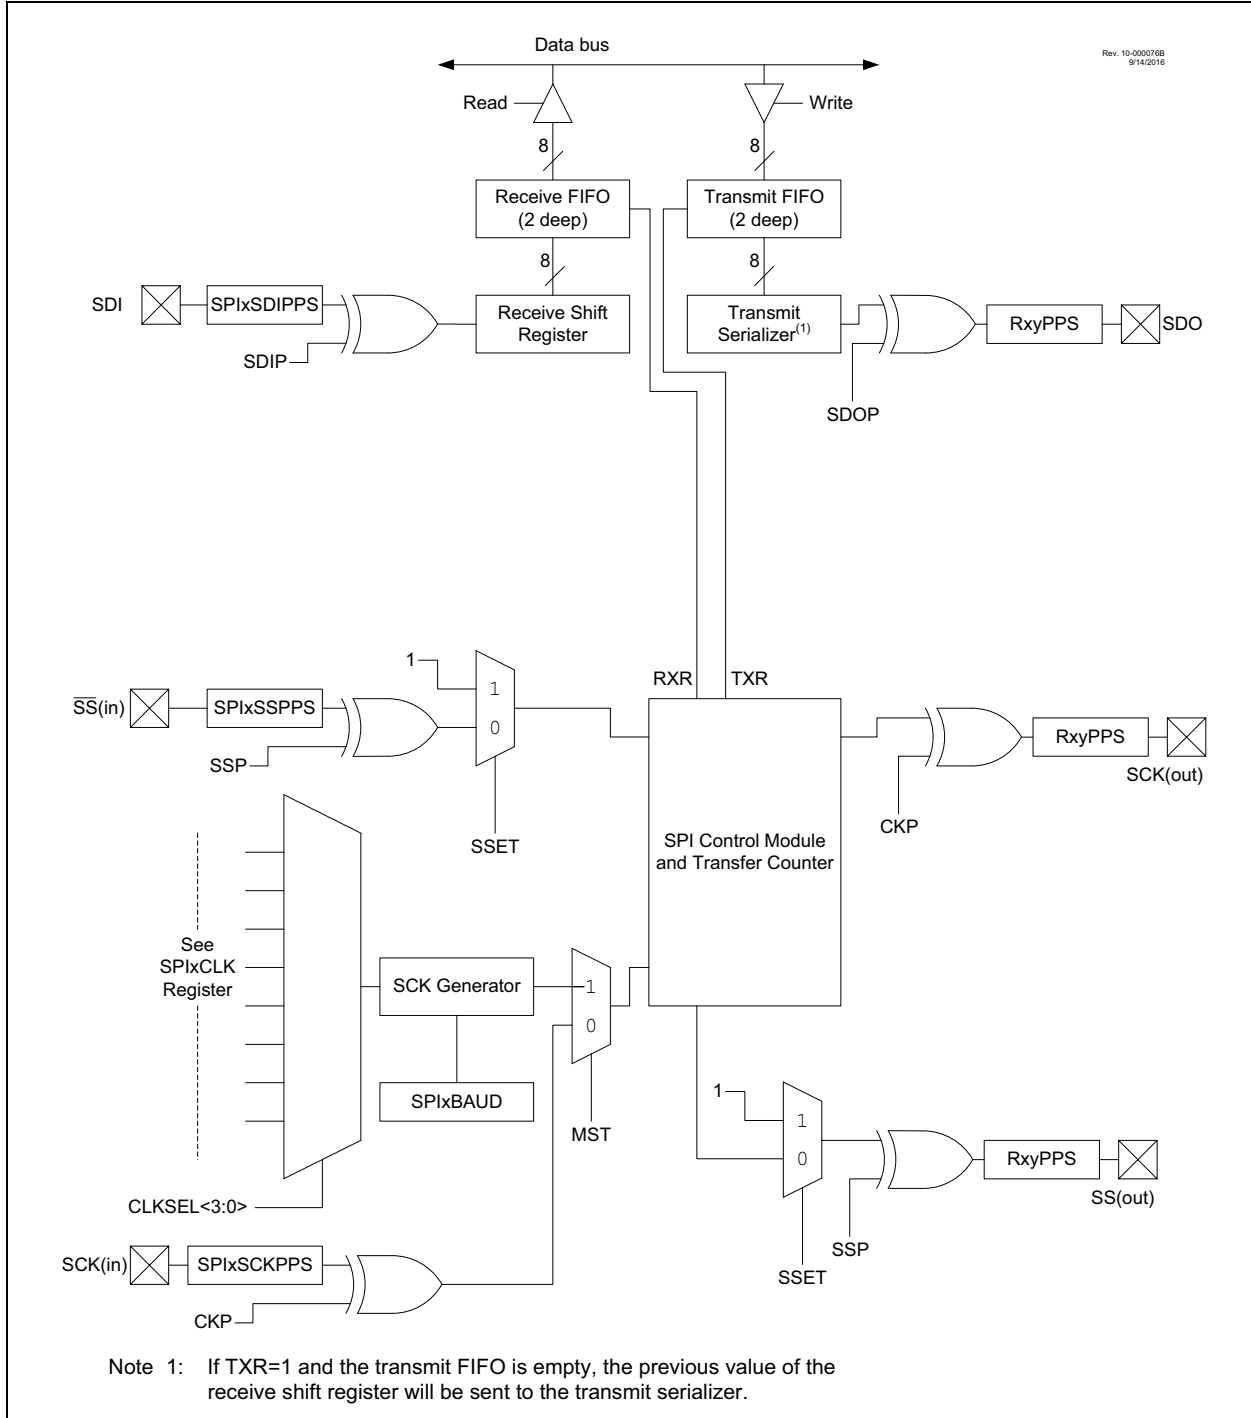 Data bus
Rev. 10-000076B
9/14/2016
Read
Write
8
8
Receive FIFO
(2 deep)
Transmit FIFO
(2 deep)
8
8
SDI
SPIxSDIPPS
SDIP
Receive Shift
Register
Transmit
Serializer(1)
SDOP
RxyPPS
SDO
RXR
TXR
1
S̅S̅(in)
SPIxSSPPS
SSP
1
0
SSET
SPI Control Module
and Transfer Counter
CKP
RxyPPS
SCK(out)
See
SPIxCLK
Register
SCK Generator
SPIxBAUD
1
0
MST
CLKSEL<3:0>
1
1
0
SSET
SSP
RxyPPS
SS(out)
SCK(in)
SPIxSCKPPS
CKP
Note 1: If TXR=1 and the transmit FIFO is empty, the previous value of the
receive shift register will be sent to the transmit serializer.